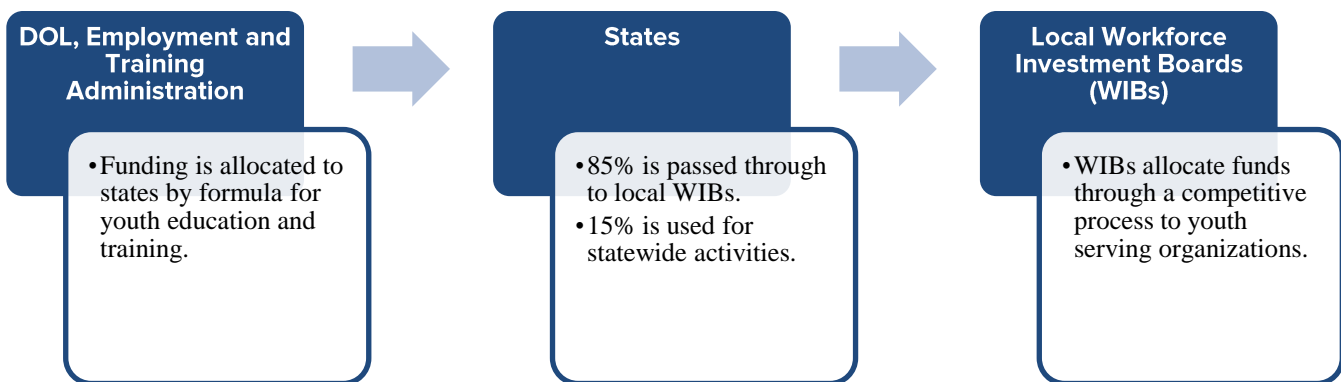 DOL, Employment and
Training
Administration
•Funding is allocated to
states by formula for
youth education and
training.
States
•85% is passed through
to local WIBs.
•15% is used for
statewide activities.
Local Workforce
Investment Boards
(WIBs)
•WIBs allocate funds
through a competitive
process to youth
serving organizations.